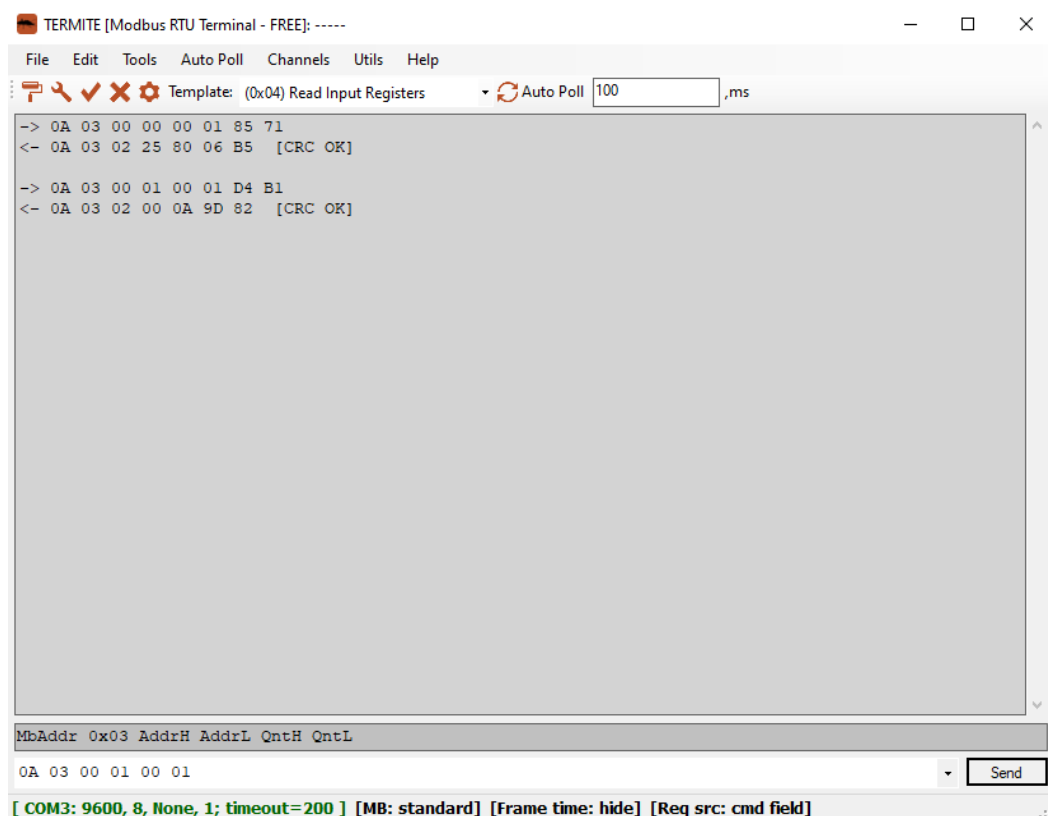 TERMITE [Modbus RTU Terminal - FREE]: -----
File Edit Tools Auto Poll Channels Utils Help
Template: (0x04) Read Input Registers Auto Poll 100 ,ms
-> 0A 03 00 00 00 01 85 71
<- 0A 03 02 25 80 06 B5 [CRC OK]
-> 0A 03 00 01 00 01 D4 B1
<- 0A 03 02 00 0A 9D 82 [CRC OK]
MbAddr 0x03 AddrH AddrL QntH QntL
0A 03 00 01 00 01 Send
[ COM3: 9600, 8, None, 1; timeout=200 ] [MB: standard] [Frame time: hide] [Req src: cmd field]